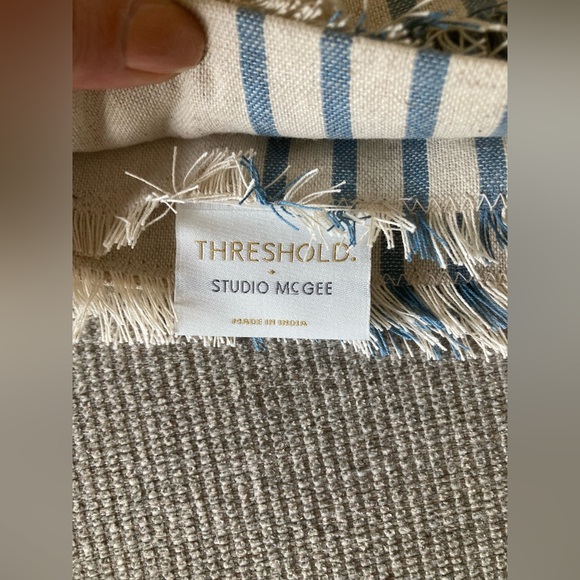 THRESHOLD.
+
STUDIO McGEE
MADE IN INDIA